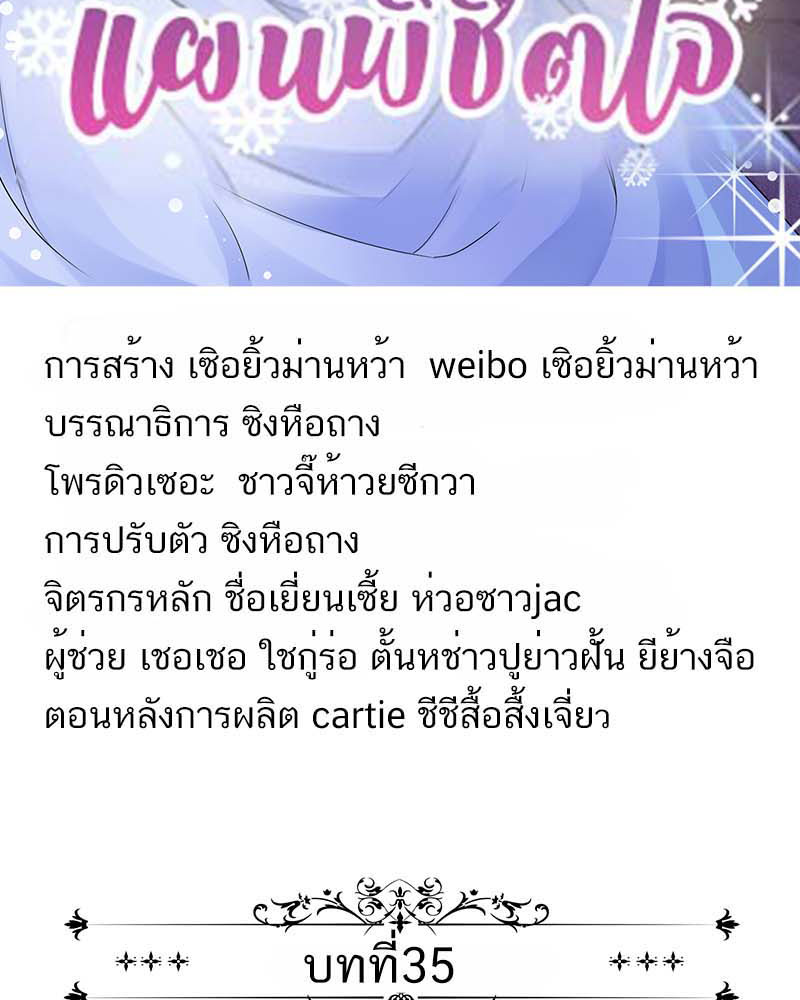 แผนพิชิตใจ
การสร้าง เซิอยิ้วม่านหว้า weibo เซิอยิ้วม่านหว้า
บรรณาธิการ ซิงหือถาง
โพรดิวเซอะ ชาวจี๊ห้าวยซีกวา
การปรับตัว ซิงหือถาง
จิตรกรหลัก ชื่อเยี่ยนเซี้ย ห่วอซาวjac
ผู้ช่วย เชอเชอ ใชกู่ร่อ ตั้นหช่าวปูย่าวฝั้น ยีย้างจือ
ตอนหลังการผลิต cartie ชีชีสื้อสิ้งเจี่ยว
บทที่35